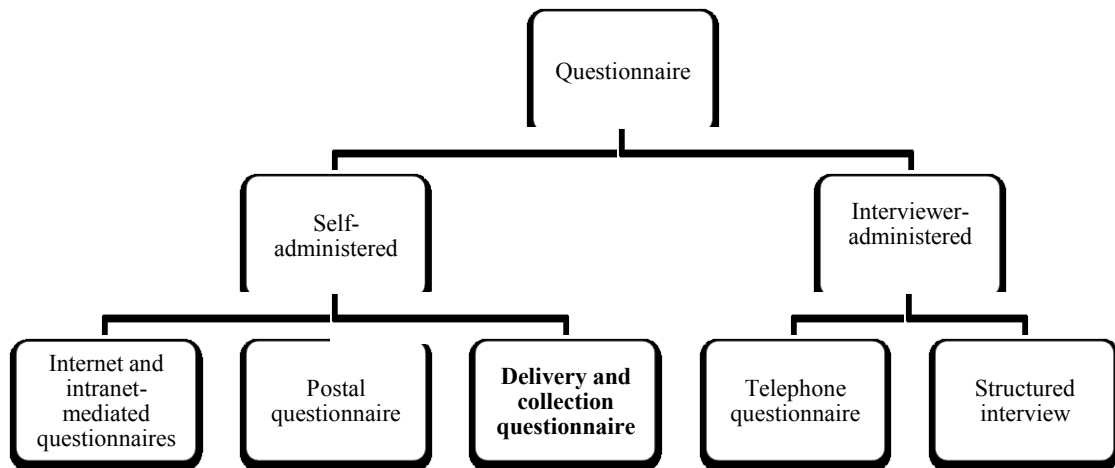 Questionnaire
Self-
administered
Interviewer-
administered
Internet and
intranet-
mediated
questionnaires
Postal
questionnaire
Delivery and
collection
questionnaire
Telephone
questionnaire
Structured
interview